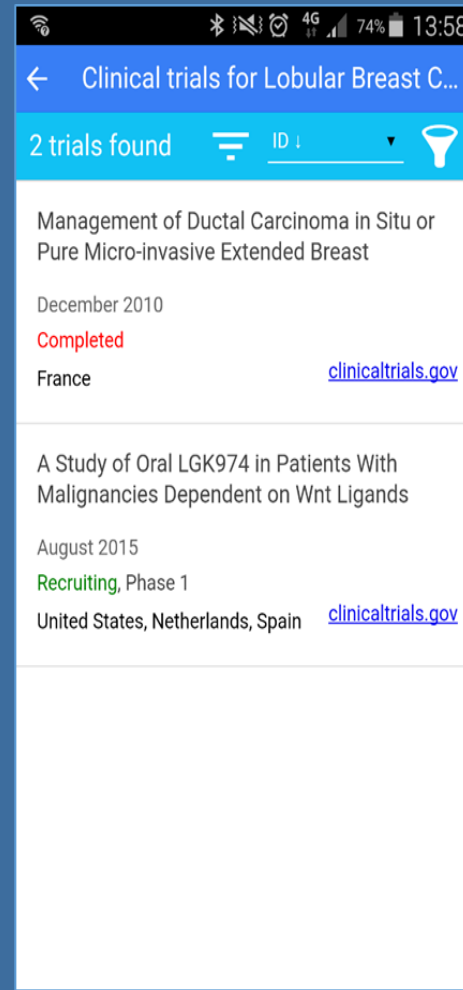 4G 74% 13:58
← Clinical trials for Lobular Breast C...
2 trials found ID ↓
Management of Ductal Carcinoma in Situ or
Pure Micro-invasive Extended Breast
December 2010
Completed
France clinicaltrials.gov
A Study of Oral LGK974 in Patients With
Malignancies Dependent on Wnt Ligands
August 2015
Recruiting, Phase 1
United States, Netherlands, Spain clinicaltrials.gov